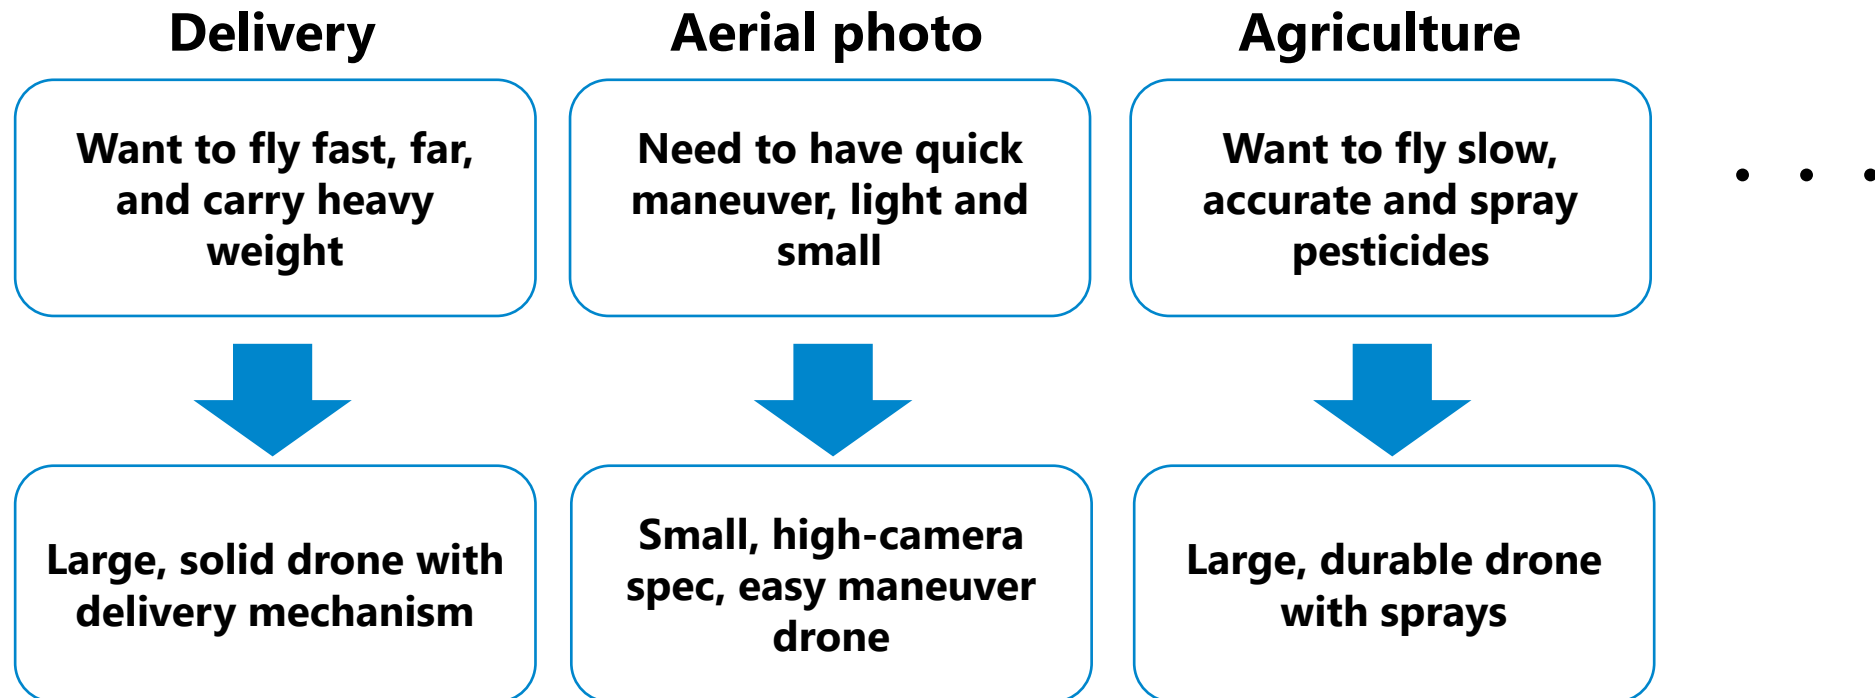 Delivery
Aerial photo
Agriculture
Want to fly fast, far,
and carry heavy
weight
Need to have quick
maneuver, light and
small
Want to fly slow,
accurate and spray
pesticides
• • •
Large, solid drone with
delivery mechanism
Small, high-camera
spec, easy maneuver
drone
Large, durable drone
with sprays